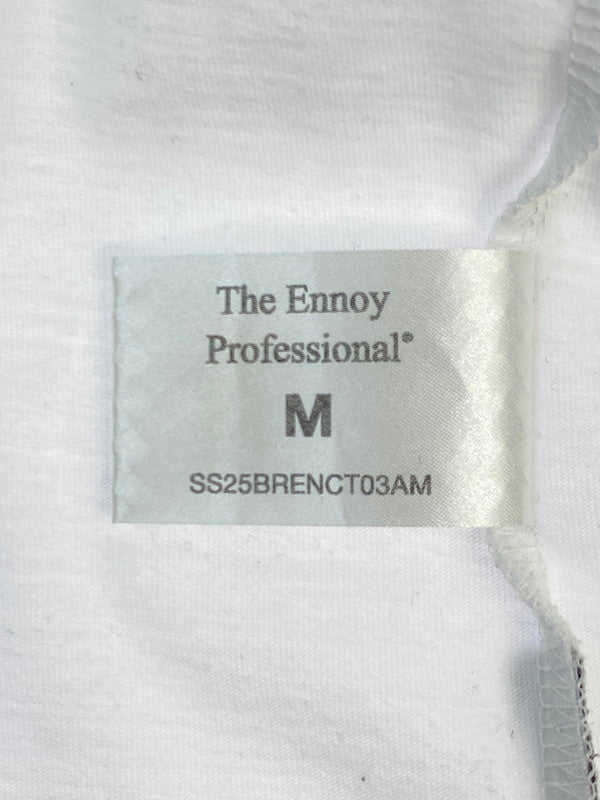 The Ennoy
Professional®
M
SS25BRENCT03AM